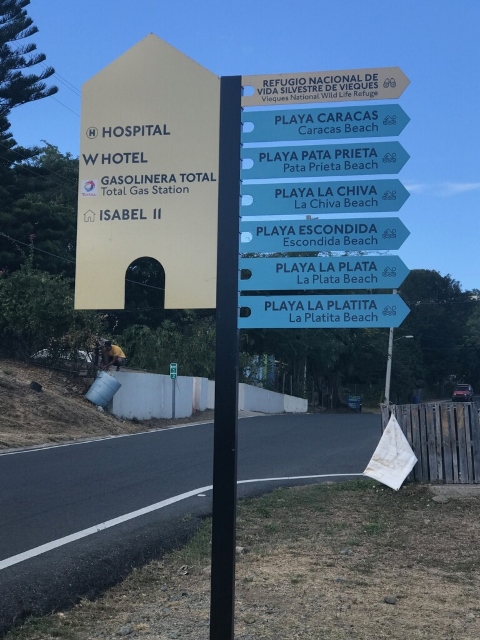 H HOSPITAL
W HOTEL
GASOLINERA TOTAL
Total Gas Station
ISABEL II
REFUGIO NACIONAL DE
VIDA SILVESTRE DE VIEQUES
Vieques National Wild Life Refuge
PLAYA CARACAS
Caracas Beach
PLAYA PATA PRIETA
Pata Prieta Beach
PLAYA LA CHIVA
La Chiva Beach
PLAYA ESCONDIDA
Escondida Beach
PLAYA LA PLATA
La Plata Beach
PLAYA LA PLATITA
La Platita Beach